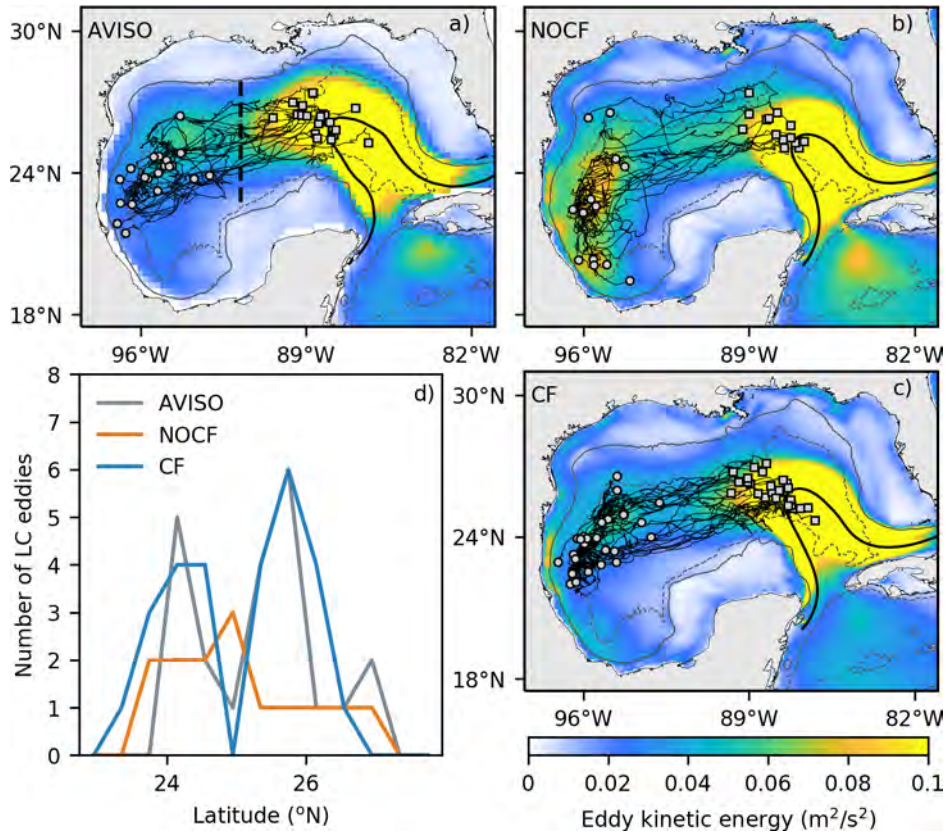 AVISO a)
30°N
24°N
18°N
96°W 89°W 82°W
NOCF b)
96°W 89°W 82°W
CF c)
30°N
24°N
18°N
96°W 89°W 82°W
0 0.02 0.04 0.06 0.08 0.1
Eddy kinetic energy (m²/s²)
d)
AVISO
NOCF
CF
Number of LC eddies
8
7
6
5
4
3
2
1
0
24 26
Latitude (°N)